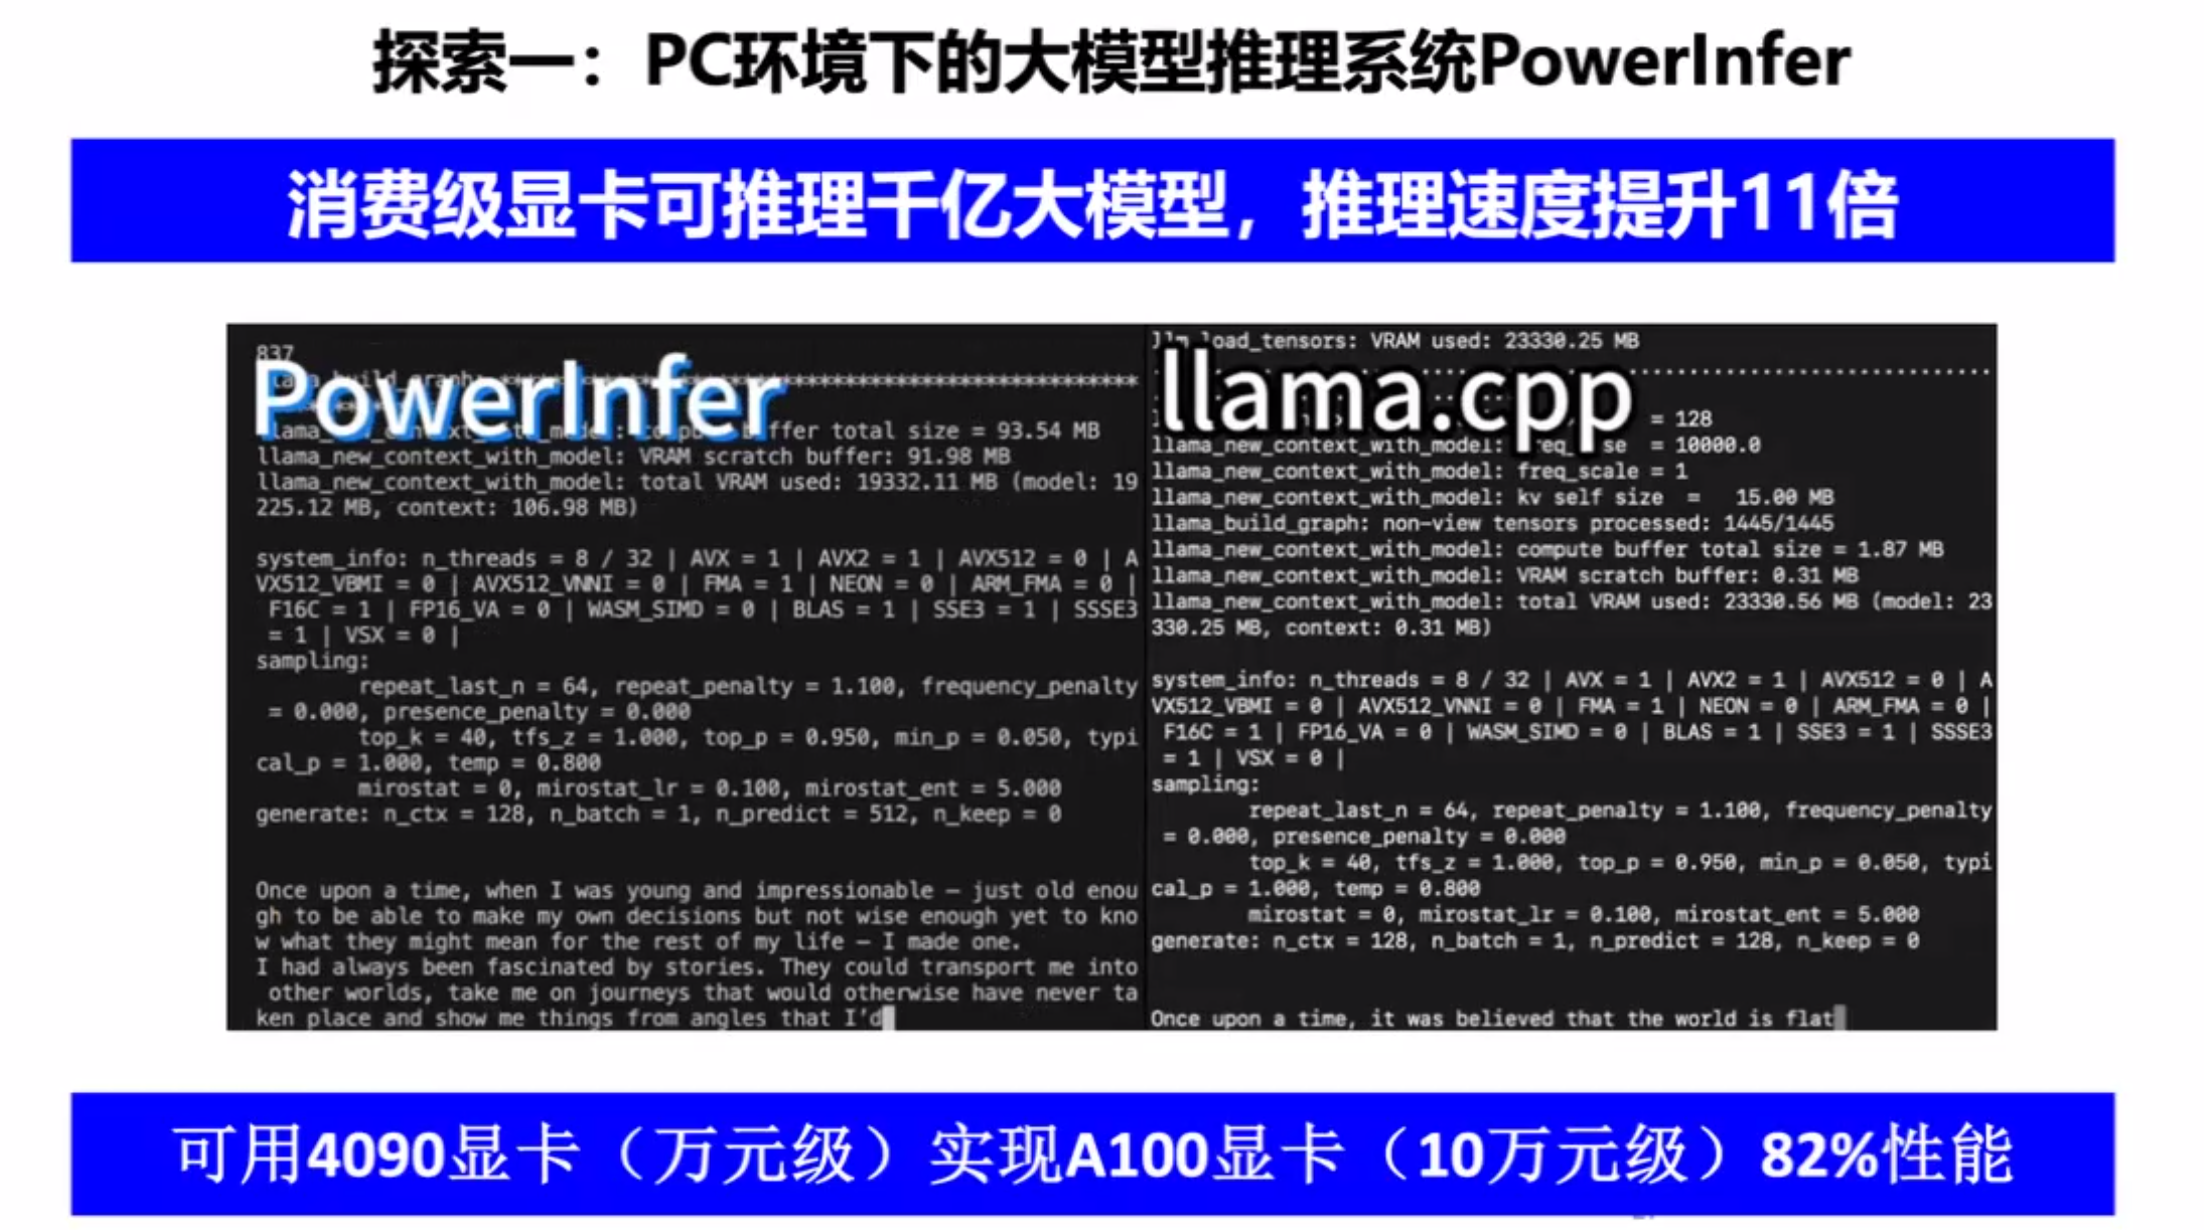 探索一：PC环境下的大模型推理系统PowerInfer
消费级显卡可推理千亿大模型，推理速度提升11倍
837
PowerInfer
buffer total size = 93.54 MB
llama_new_context_with_model: VRAM scratch buffer: 91.98 MB
llama_new_context_with_model: total VRAM used: 19332.11 MB (model: 19
225.12 MB, context: 106.98 MB)
system_info: n_threads = 8 / 32 | AVX = 1 | AVX2 = 1 | AVX512 = 0 | A
VX512_VBMI = 0 | AVX512_VNNI = 0 | FMA = 1 | NEON = 0 | ARM_FMA = 0 |
F16C = 1 | FP16_VA = 0 | WASM_SIMD = 0 | BLAS = 1 | SSE3 = 1 | SSSE3
= 1 | VSX = 0 |
sampling:
repeat_last_n = 64, repeat_penalty = 1.100, frequency_penalty
= 0.000, presence_penalty = 0.000
top_k = 40, tfs_z = 1.000, top_p = 0.950, min_p = 0.050, typi
cal_p = 1.000, temp = 0.800
mirostat = 0, mirostat_lr = 0.100, mirostat_ent = 5.000
generate: n_ctx = 128, n_batch = 1, n_predict = 512, n_keep = 0
Once upon a time, when I was young and impressionable – just old enou
gh to be able to make my own decisions but not wise enough yet to kno
w what they might mean for the rest of my life – I made one.
I had always been fascinated by stories. They could transport me into
other worlds, take me on journeys that would otherwise have never ta
ken place and show me things from angles that I'd
llm_load_tensors: VRAM used: 23330.25 MB
llama.cpp
= 128
llama_new_context_with_model: = 10000.0
llama_new_context_with_model: freq_scale = 1
llama_new_context_with_model: kv self size = 15.00 MB
llama_build_graph: non-view tensors processed: 1445/1445
llama_new_context_with_model: compute buffer total size = 1.87 MB
llama_new_context_with_model: VRAM scratch buffer: 0.31 MB
llama_new_context_with_model: total VRAM used: 23330.56 MB (model: 23
330.25 MB, context: 0.31 MB)
system_info: n_threads = 8 / 32 | AVX = 1 | AVX2 = 1 | AVX512 = 0 | A
VX512_VBMI = 0 | AVX512_VNNI = 0 | FMA = 1 | NEON = 0 | ARM_FMA = 0 |
F16C = 1 | FP16_VA = 0 | WASM_SIMD = 0 | BLAS = 1 | SSE3 = 1 | SSSE3
= 1 | VSX = 0 |
sampling:
repeat_last_n = 64, repeat_penalty = 1.100, frequency_penalty
= 0.000, presence_penalty = 0.000
top_k = 40, tfs_z = 1.000, top_p = 0.950, min_p = 0.050, typi
cal_p = 1.000, temp = 0.800
mirostat = 0, mirostat_lr = 0.100, mirostat_ent = 5.000
generate: n_ctx = 128, n_batch = 1, n_predict = 128, n_keep = 0
Once upon a time, it was believed that the world is flat
可用4090显卡（万元级）实现A100显卡（10万元级）82%性能